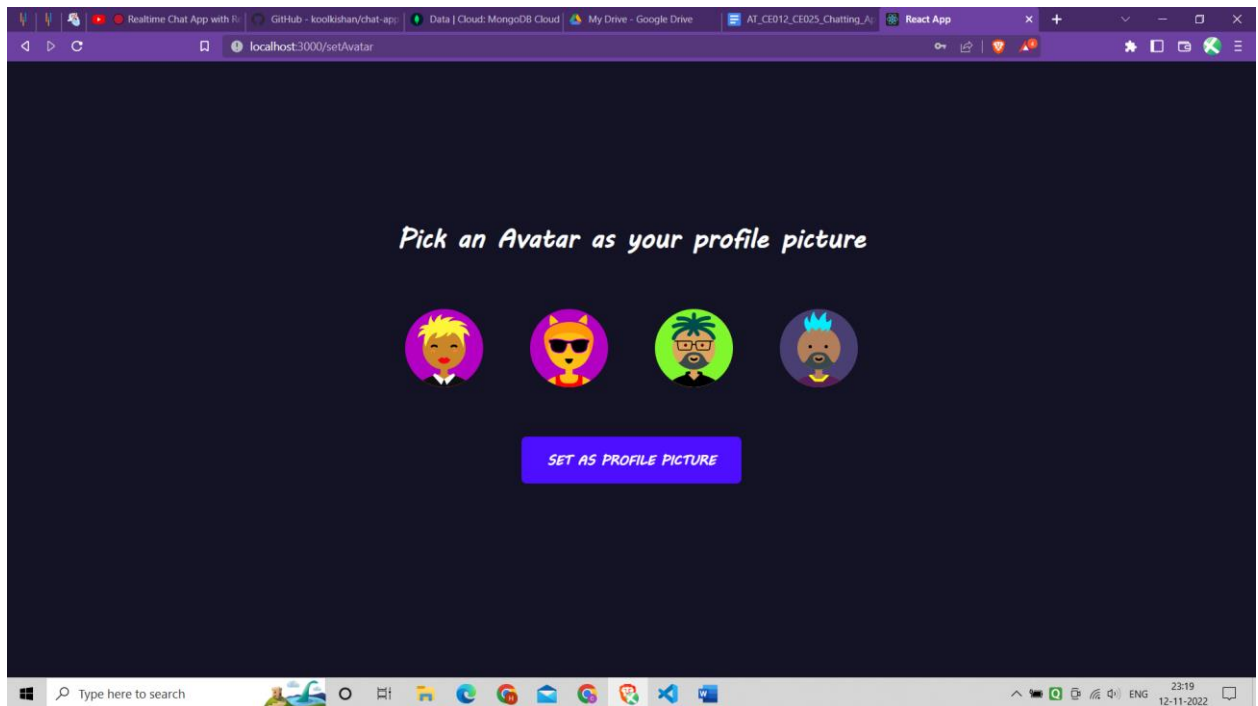 Realtime Chat App with R
GitHub - koolkishan/chat-app
Data | Cloud: MongoDB Cloud
My Drive - Google Drive
AT_CE012_CE025_Chatting_Ap
React App
localhost:3000/setAvatar
Pick an Avatar as your profile picture
SET AS PROFILE PICTURE
Type here to search
ENG
23:19
12-11-2022